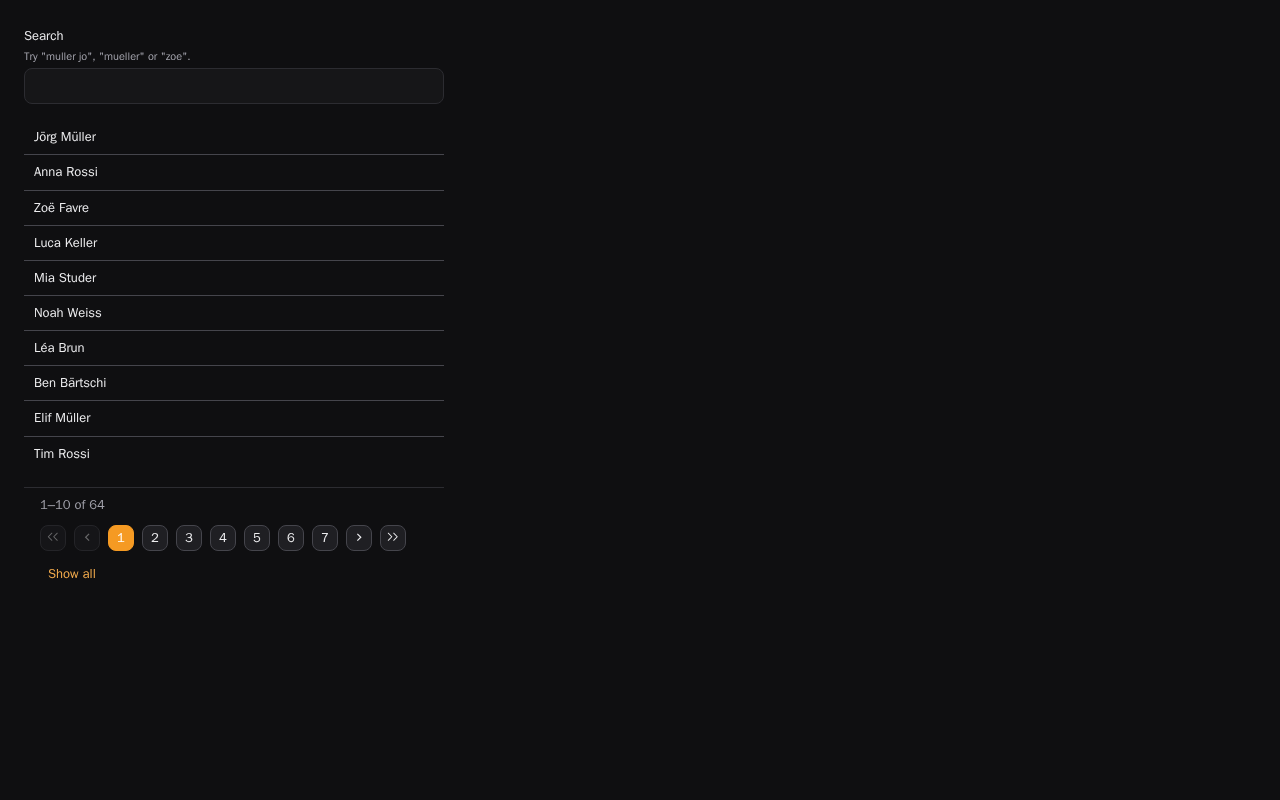 Search
Try "muller jo", "mueller" or "zoe".
Jörg Müller
Anna Rossi
Zoë Favre
Luca Keller
Mia Studer
Noah Weiss
Léa Brun
Ben Bärtschi
Elif Müller
Tim Rossi
1–10 of 64
1 2 3 4 5 6 7
Show all